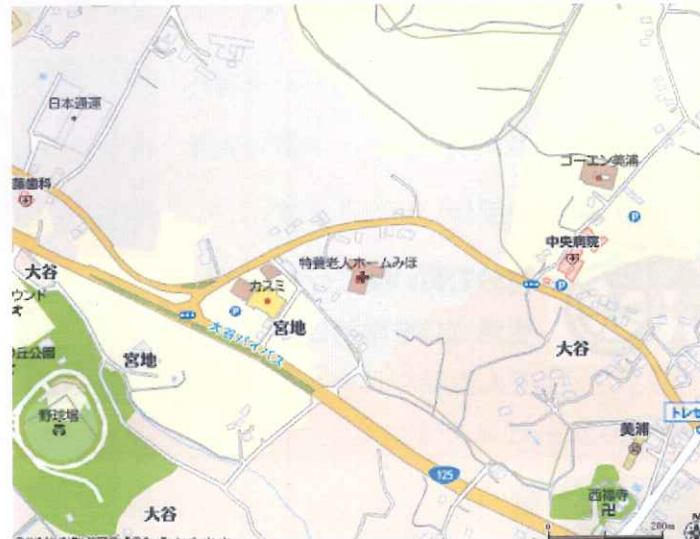 日本通運
ゴーエン美浦
歯科
P
中央病院
大谷
カスミ
特養老人ホームみほ
P
P
宮地
大谷
大谷バイパス
丘公園
宮地
野球場
トレセ
美浦
125
西福寺
卍
大谷
0
200m
N